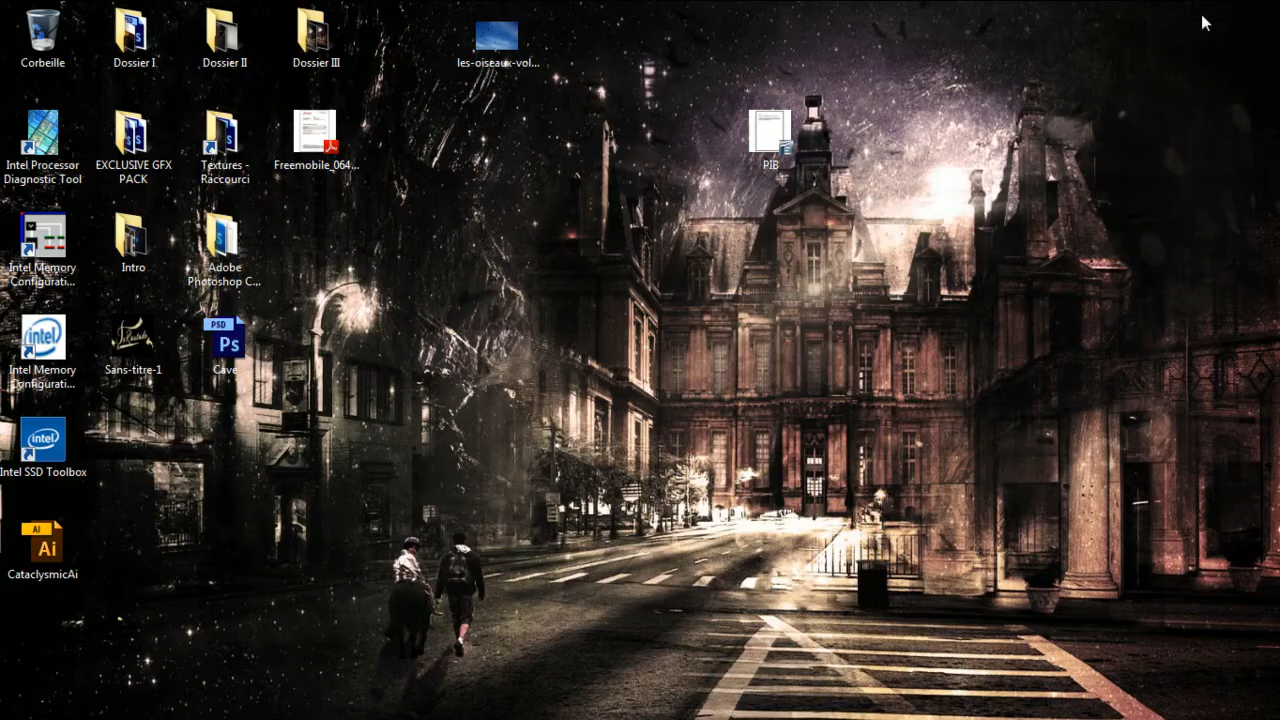 Corbeille
Dossier I
Dossier II
Dossier III
les-oiseaux-vol...
Intel Processor
Diagnostic Tool
EXCLUSIVE GFX
PACK
Textures -
Raccourci
Freemobile_064...
PIB
Intel Memory
Configurati...
Intro
Adobe
Photoshop C...
intel
Intel Memory
Configurati...
Sans-titre-1
PSD
Ps
Cave
intel
Intel SSD Toolbox
AI
Ai
CataclysmicAi